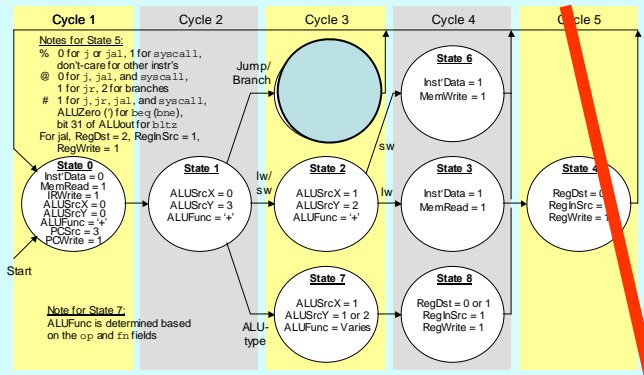 Cycle 1
Cycle 2
Cycle 3
Cycle 4
Cycle 5
Notes for State 5:
% 0 for j or jal, 1 for syscall,
don't-care for other instr's
@ 0 for j, jal, and syscall,
1 for jr, 2 for branches
# 1 for j, jr, jal, and syscall,
ALUZero (') for beq (bne),
bit 31 of ALUout for bltz
For jal, RegDst = 2, RegInSrc = 1,
RegWrite = 1
Jump/
Branch
State 6
Inst'Data = 1
MemWrite = 1
sw
State 0
Inst'Data = 0
MemRead = 1
IRWrite = 1
ALUSrcX = 0
ALUSrcY = 0
ALUFunc = '+'
PCSrc = 3
PCWrite = 1
Start
State 1
ALUSrcX = 0
ALUSrcY = 3
ALUFunc = '+'
lw/
sw
State 2
ALUSrcX = 1
ALUSrcY = 2
ALUFunc = '+'
lw
State 3
Inst'Data = 1
MemRead = 1
State
RegDst =
RegInSrc =
RegWrite =
Note for State 7:
ALUFunc is determined based
on the op and fn fields
ALU-
type
State 7
ALUSrcX = 1
ALUSrcY = 1 or 2
ALUFunc = Varies
State 8
RegDst = 0 or 1
RegInSrc = 1
RegWrite = 1